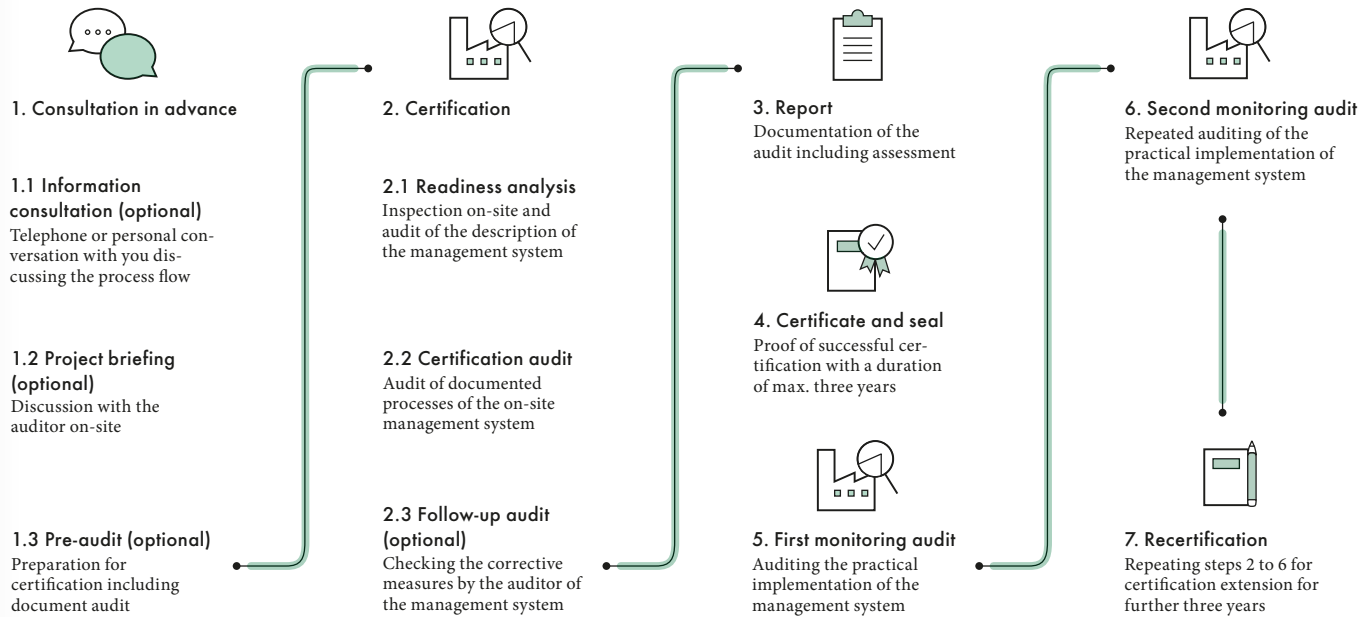 1. Consultation in advance
1.1 Information
consultation (optional)
Telephone or personal con-
versation with you dis-
cussing the process flow
1.2 Project briefing
(optional)
Discussion with the
auditor on-site
1.3 Pre-audit (optional)
Preparation for
certification including
document audit
2. Certification
2.1 Readiness analysis
Inspection on-site and
audit of the description of
the management system
2.2 Certification audit
Audit of documented
processes of the on-site
management system
2.3 Follow-up audit
(optional)
Checking the corrective
measures by the auditor of
the management system
3. Report
Documentation of the
audit including assessment
4. Certificate and seal
Proof of successful cer-
tification with a duration
of max. three years
5. First monitoring audit
Auditing the practical
implementation of the
management system
6. Second monitoring audit
Repeated auditing of the
practical implementation of
the management system
7. Recertification
Repeating steps 2 to 6 for
certification extension for
further three years